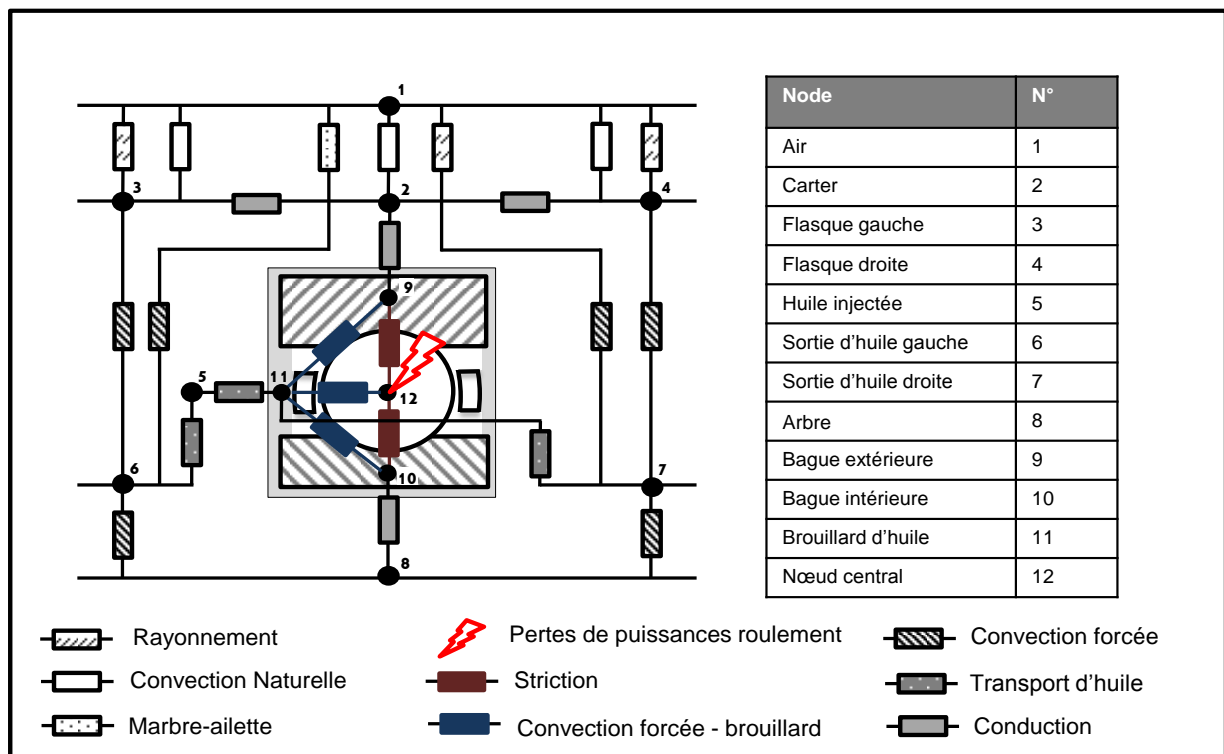 1
3
2
4
9
5
11
12
6
10
7
8
Node N°
Air 1
Carter 2
Flasque gauche 3
Flasque droite 4
Huile injectée 5
Sortie d'huile gauche 6
Sortie d'huile droite 7
Arbre 8
Bague extérieure 9
Bague intérieure 10
Brouillard d'huile 11
Nœud central 12
Rayonnement
Pertes de puissances roulement
Convection forcée
Convection Naturelle
Striction
Transport d'huile
Marbre-ailette
Convection forcée - brouillard
Conduction